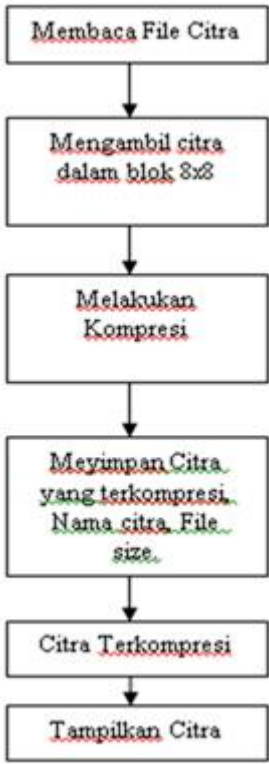 Membaca File Citra
Mengambil citra
dalam blok 8x8
Melakukan
Kompresi
Meyimpan Citra
yang terkompresi,
Nama citra, File
size.
Citra Terkompresi
Tampilkan Citra